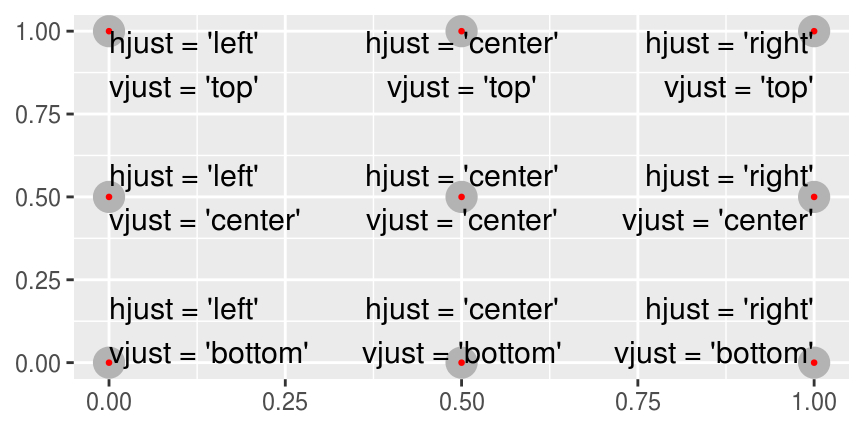 1.00
hjust = 'left' hjust = 'center' hjust = 'right'
vjust = 'top' vjust = 'top' vjust = 'top'
0.75
hjust = 'left' hjust = 'center' hjust = 'right'
0.50
vjust = 'center' vjust = 'center' vjust = 'center'
0.25
hjust = 'left' hjust = 'center' hjust = 'right'
vjust = 'bottom' vjust = 'bottom' vjust = 'bottom'
0.00
0.00 0.25 0.50 0.75 1.00